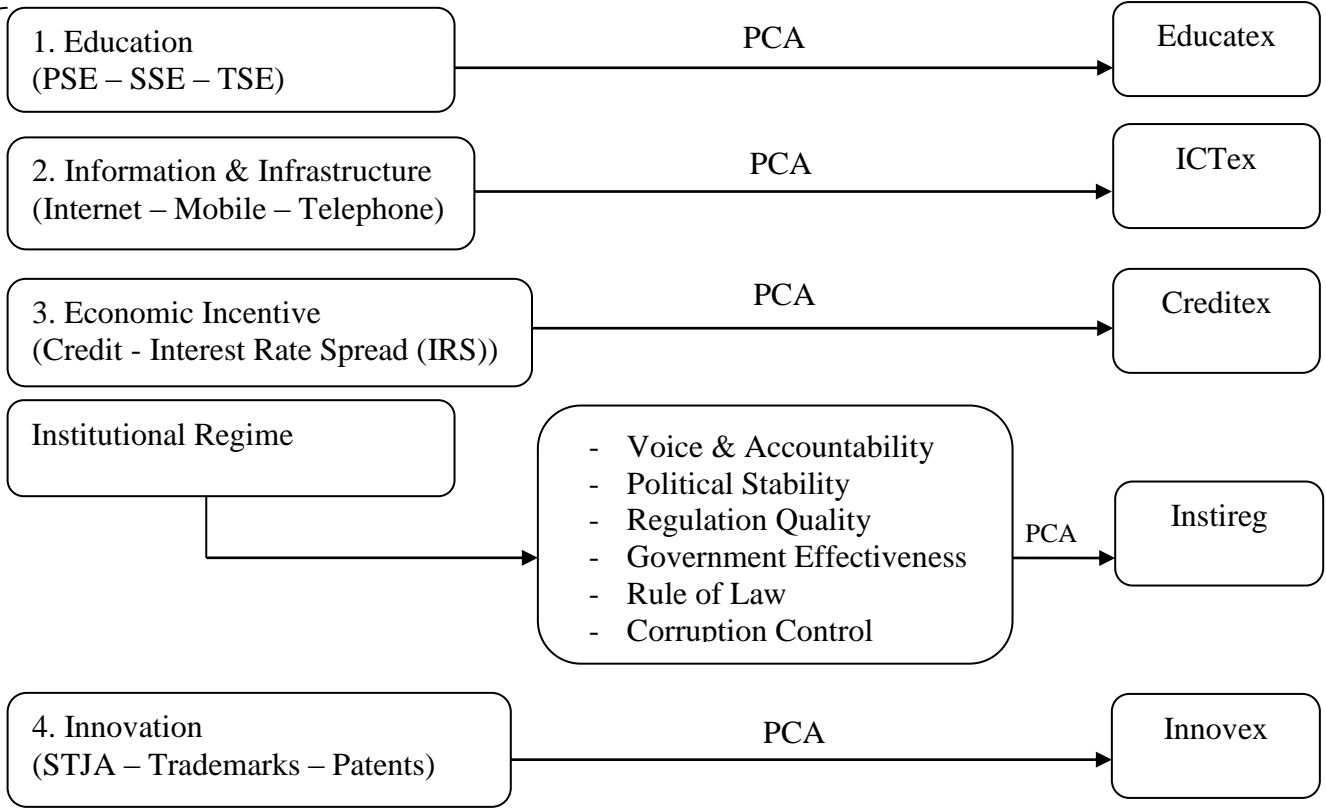 1. Education
(PSE – SSE – TSE)
PCA
Educatex
2. Information & Infrastructure
(Internet – Mobile – Telephone)
PCA
ICTex
3. Economic Incentive
(Credit - Interest Rate Spread (IRS))
PCA
Creditex
Institutional Regime
- Voice & Accountability
- Political Stability
- Regulation Quality
- Government Effectiveness
- Rule of Law
- Corruption Control
PCA
Instireg
4. Innovation
(STJA – Trademarks – Patents)
PCA
Innovex